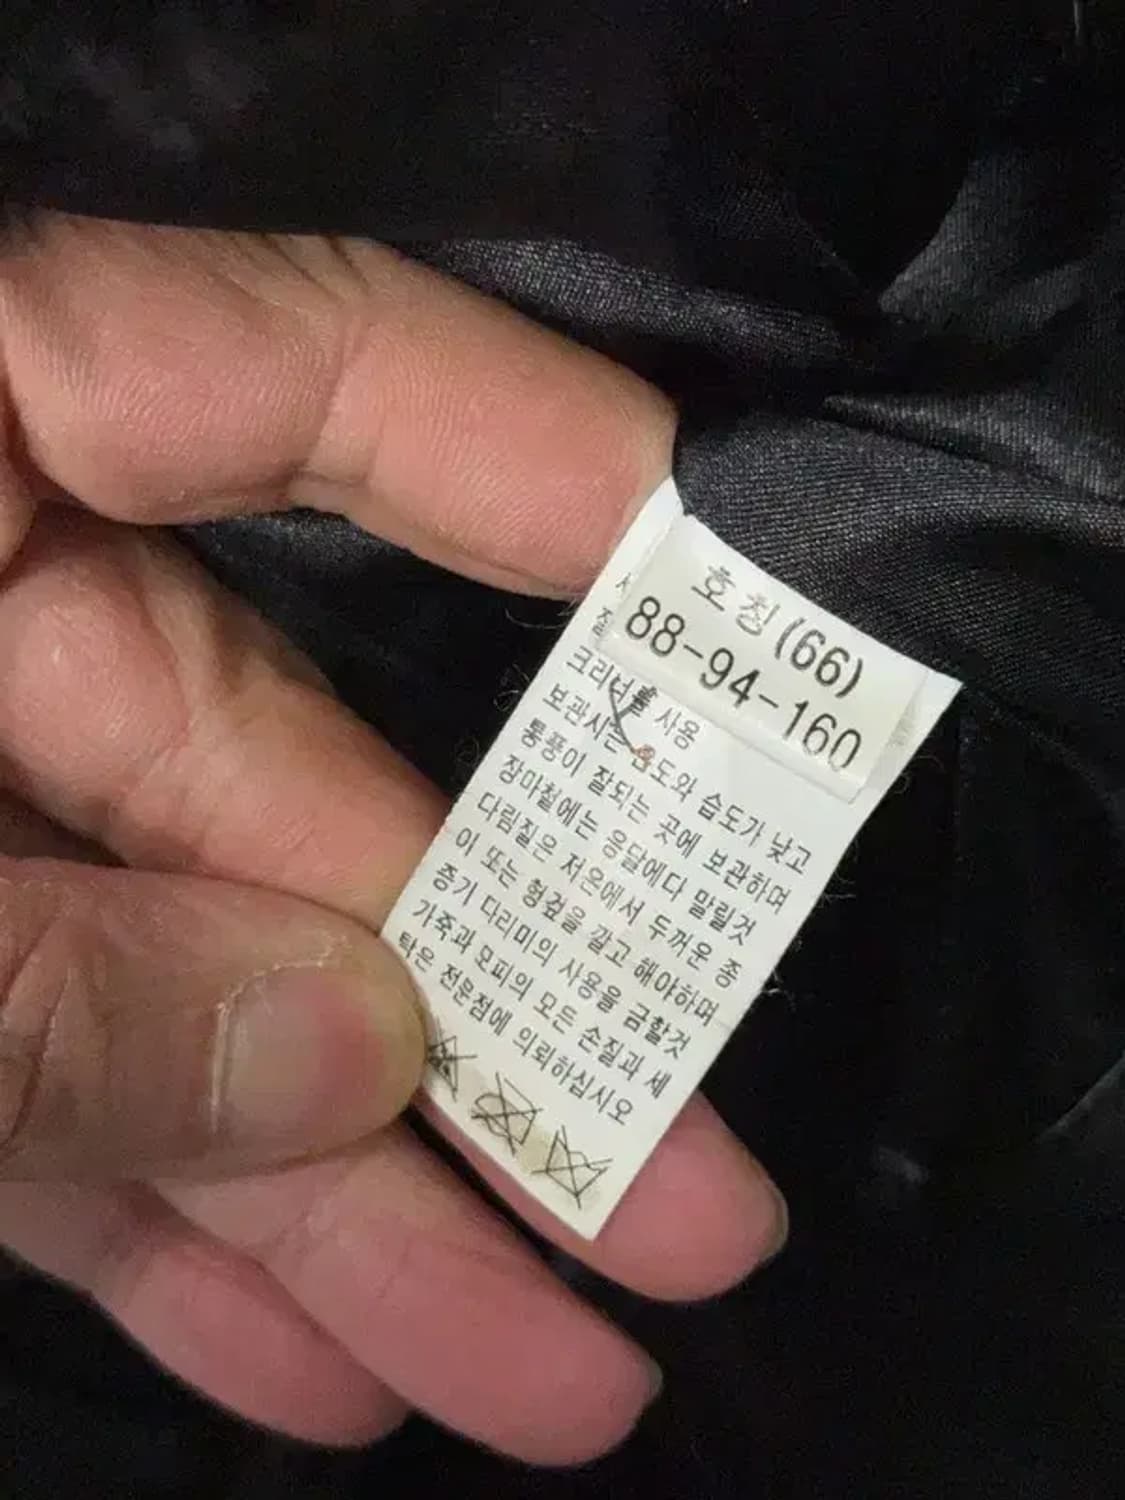 호칭(66)
88-94-160
크리너를 사용
보관시는 온도와 습도가 낮고
통풍이 잘되는 곳에 보관하며
장마철에는 응달에다 말릴것
다림질은 저온에서 두꺼운 종
이 또는 헝겊을 깔고 해야하며
증기 다리미의 사용을 금할것
가죽과 모피의 모든 손질과 세
탁은 전문점에 의뢰하십시오